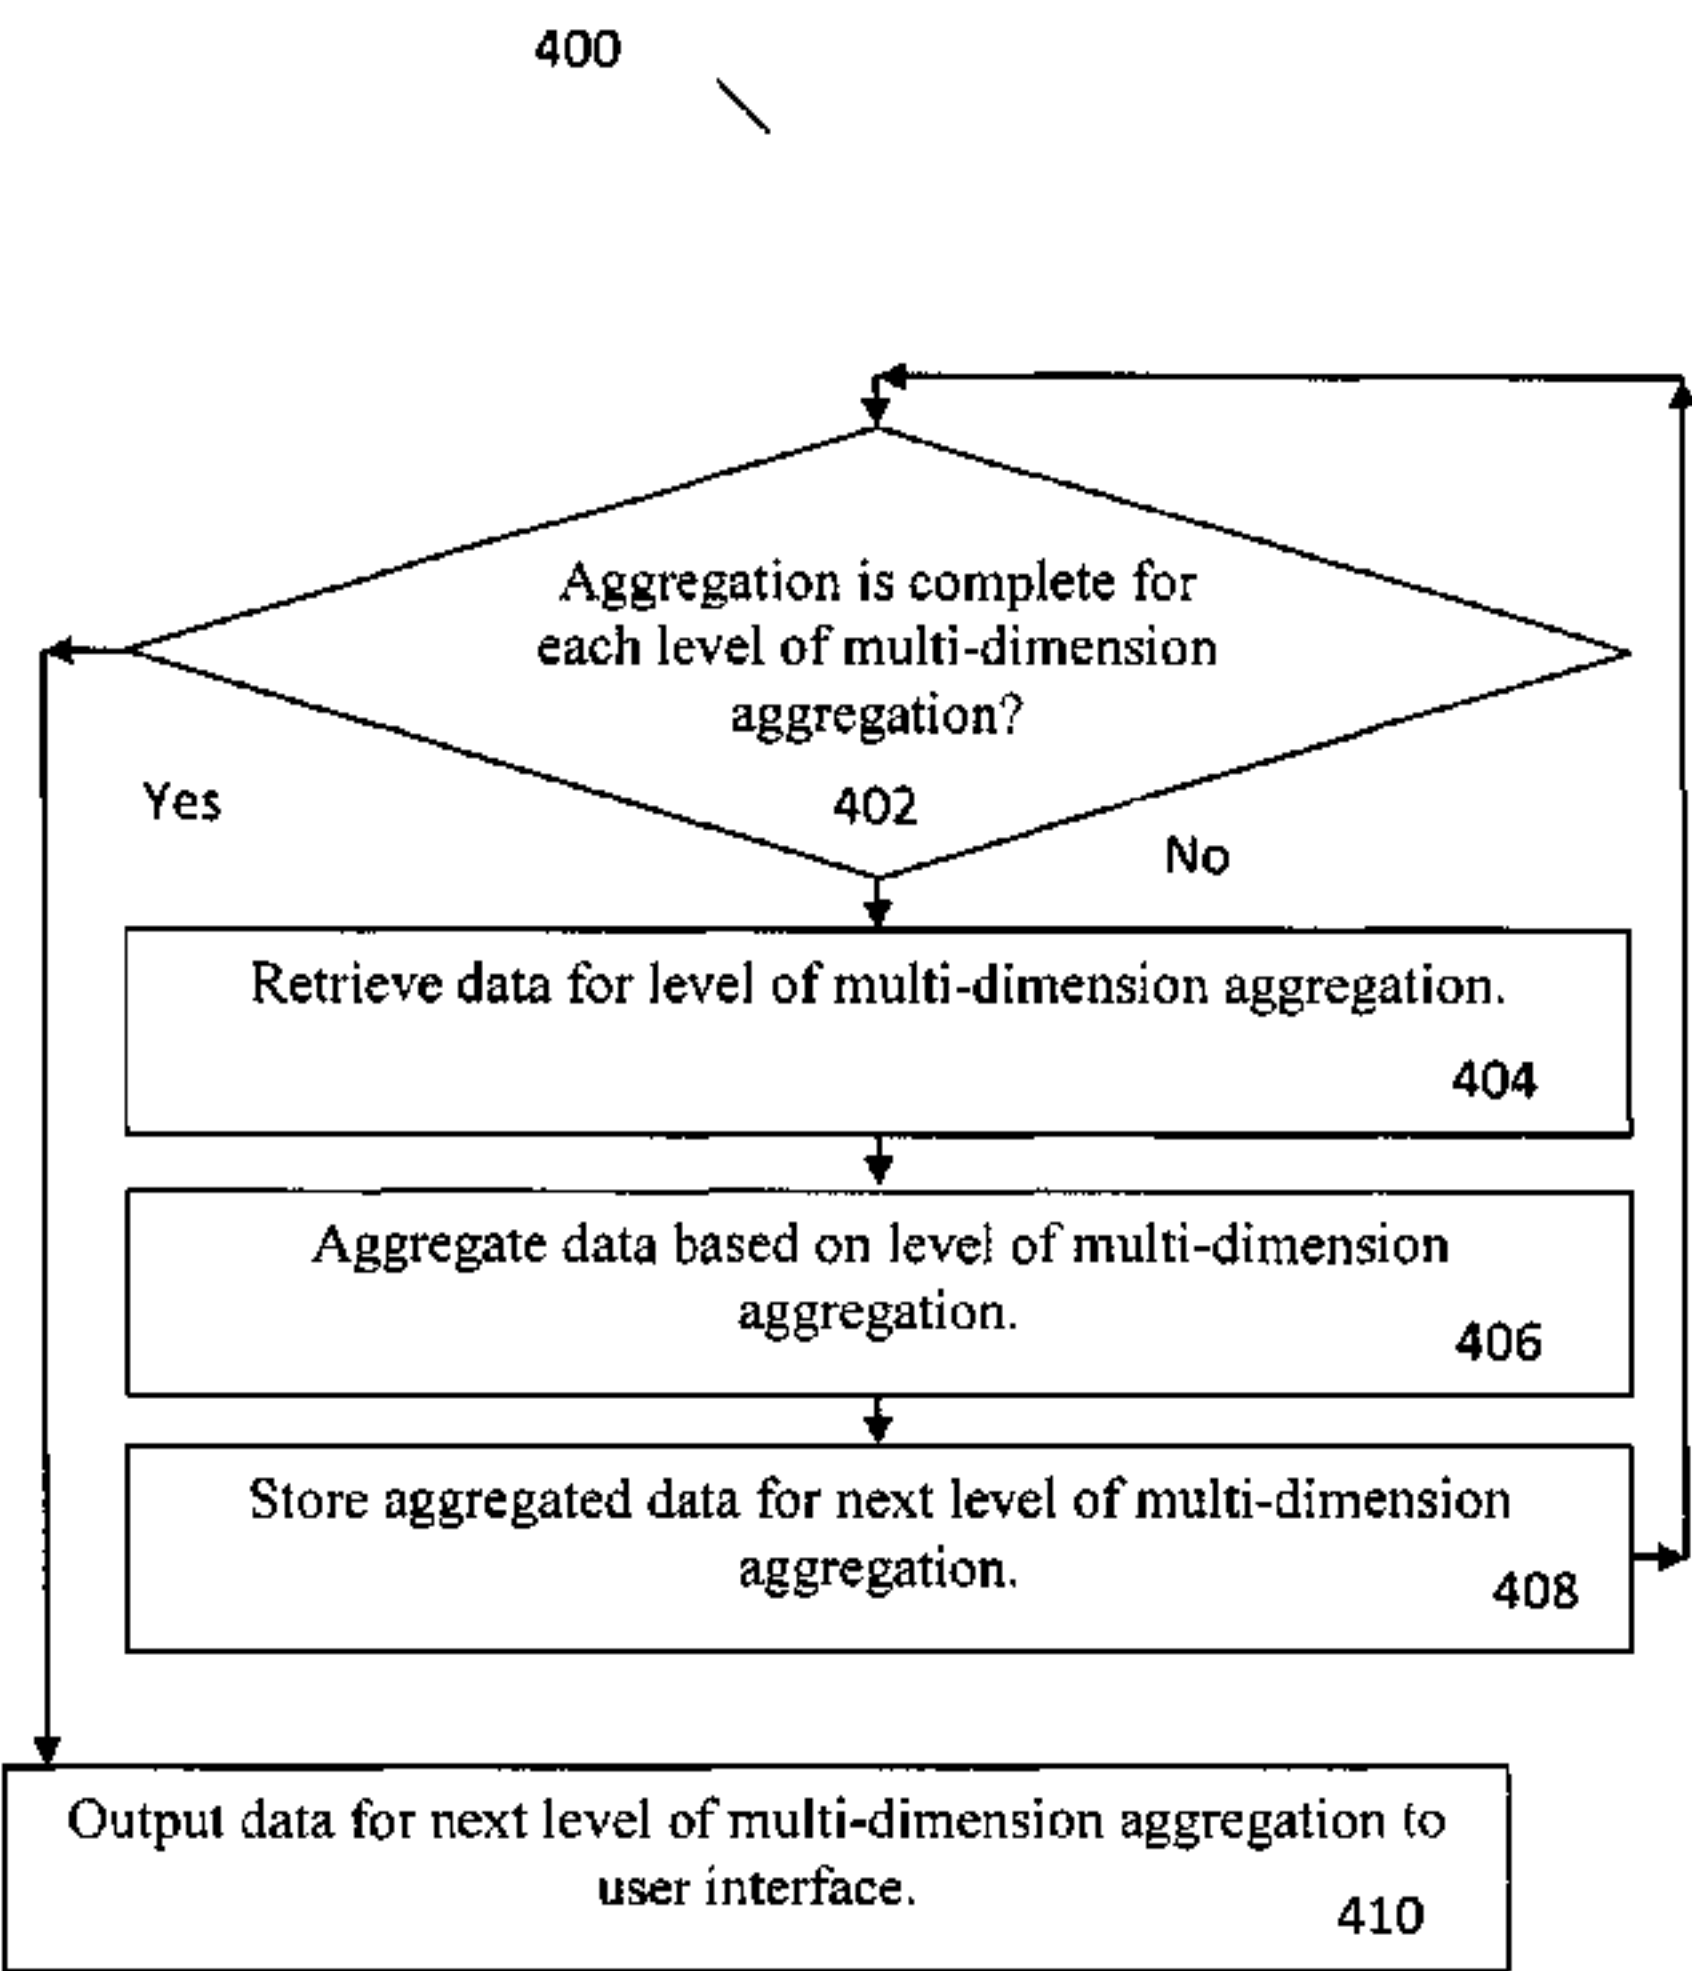 400
Aggregation is complete for
each level of multi-dimension
aggregation?
402
Yes
No
Retrieve data for level of multi-dimension aggregation.
404
Aggregate data based on level of multi-dimension
aggregation.
406
Store aggregated data for next level of multi-dimension
aggregation.
408
Output data for next level of multi-dimension aggregation to
user interface.
410